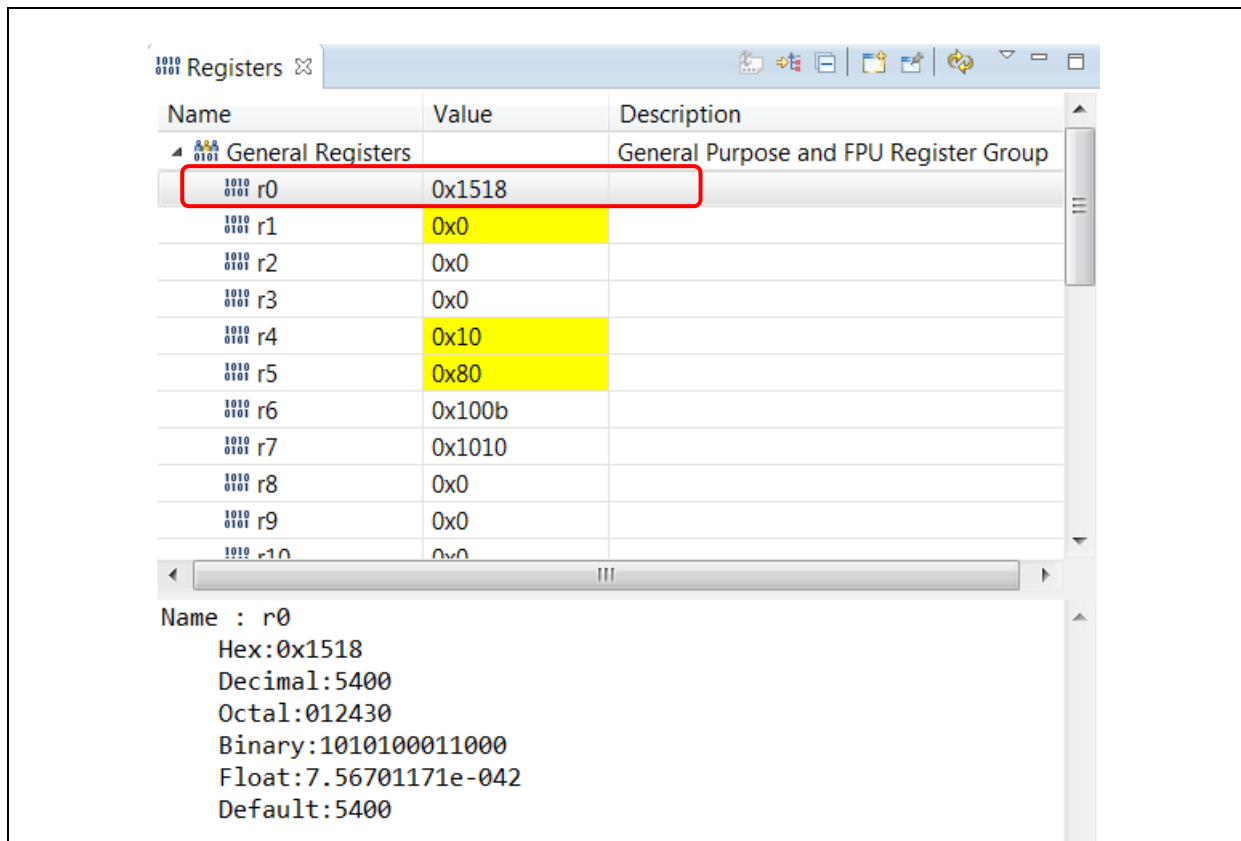 Registers
Name Value Description
General Registers General Purpose and FPU Register Group
r0 0x1518
r1 0x0
r2 0x0
r3 0x0
r4 0x10
r5 0x80
r6 0x100b
r7 0x1010
r8 0x0
r9 0x0
r10 0x0
Name : r0
Hex:0x1518
Decimal:5400
Octal:012430
Binary:1010100011000
Float:7.56701171e-042
Default:5400